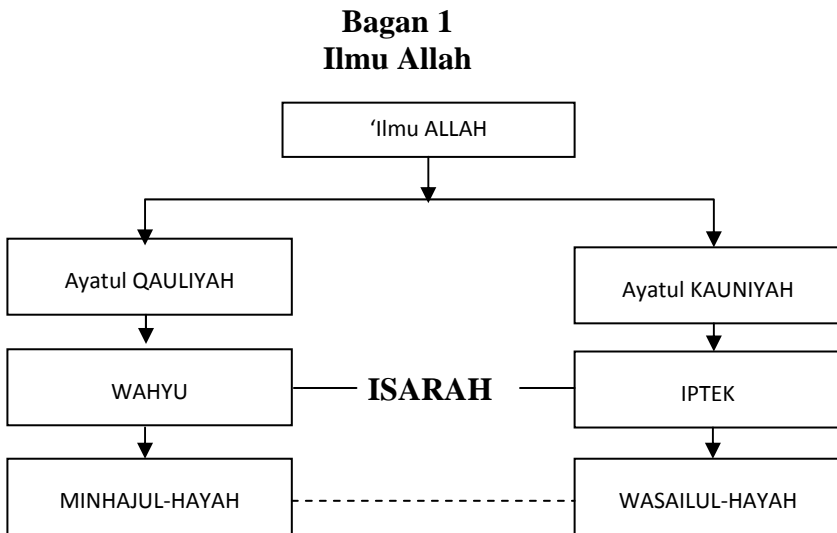 Bagan 1
Ilmu Allah
‘Ilmu ALLAH
Ayatul QAULIYAH
Ayatul KAUNIYAH
WAHYU
ISARAH
IPTEK
MINHAJUL-HAYAH
WASAILUL-HAYAH